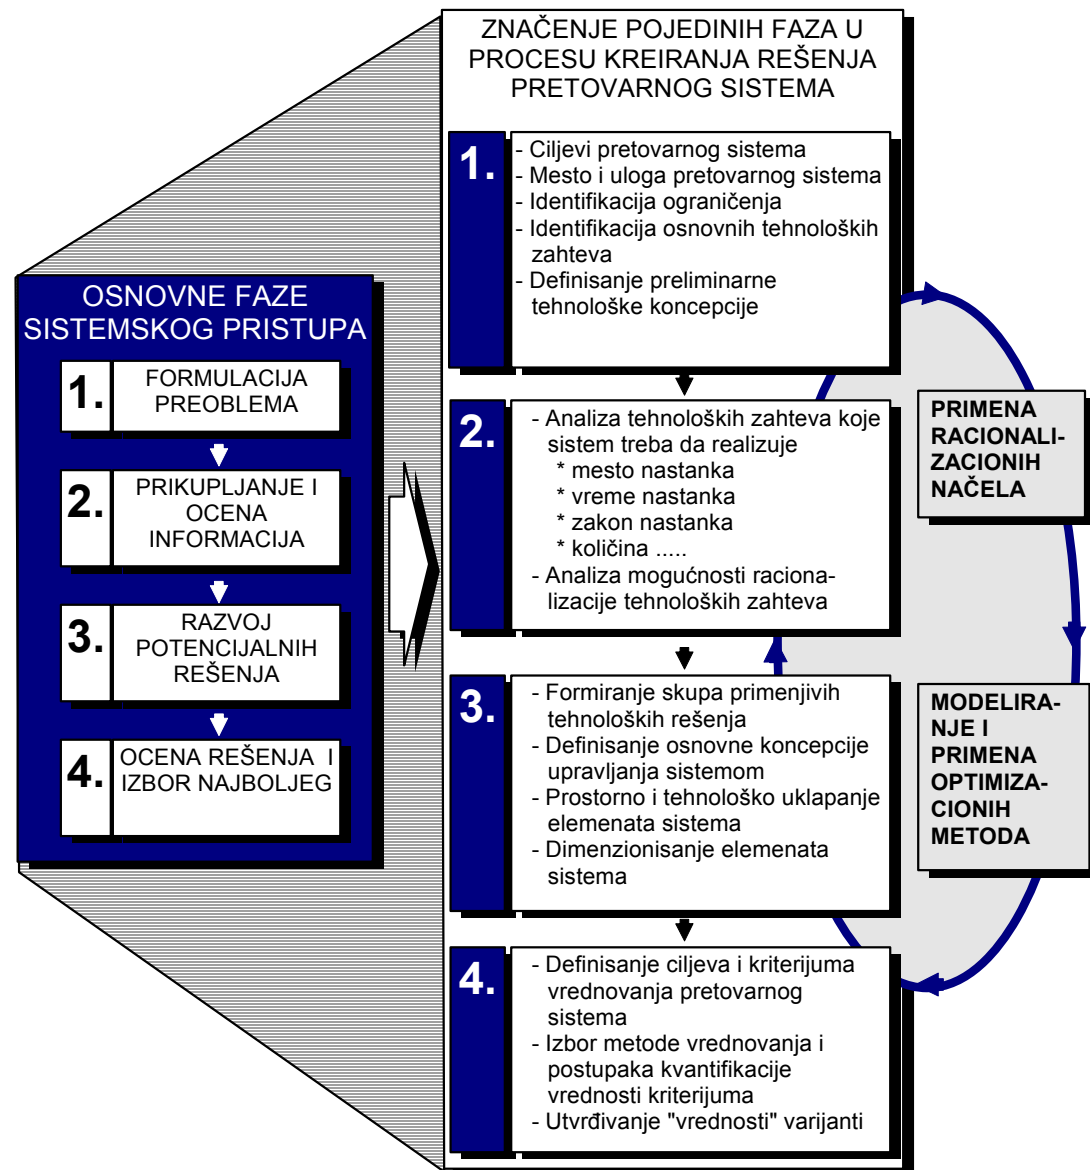 OSNOVNE FAZE
SISTEMSKOG PRISTUPA
1.
FORMULACIJA
PREOBLEMA
2.
PRIKUPLJANJE I
OCENA
INFORMACIJA
3.
RAZVOJ
POTENCIJALNIH
REŠENJA
4.
OCENA REŠENJA I
IZBOR NAJBOLJEG
ZNAČENJE POJEDINIH FAZA U
PROCESU KREIRANJA REŠENJA
PRETOVARNOG SISTEMA
1.
- Ciljevi pretovarnog sistema
- Mesto i uloga pretovarnog sistema
- Identifikacija ograničenja
- Identifikacija osnovnih tehnoloških
zahteva
- Definisanje preliminarne
tehnološke koncepcije
2.
- Analiza tehnoloških zahteva koje
sistem treba da realizuje
* mesto nastanka
* vreme nastanka
* zakon nastanka
* količina .....
- Analiza mogućnosti raciona-
lizacije tehnoloških zahteva
3.
- Formiranje skupa primenjivih
tehnoloških rešenja
- Definisanje osnovne koncepcije
upravljanja sistemom
- Prostorno i tehnološko uklapanje
elemenata sistema
- Dimenzionisanje elemenata
sistema
4.
- Definisanje ciljeva i kriterijuma
vrednovanja pretovarnog
sistema
- Izbor metode vrednovanja i
postupaka kvantifikacije
vrednosti kriterijuma
- Utvrđivanje "vrednosti" varijanti
PRIMENA
RACIONALI-
ZACIONIH
NAČELA
MODELIRA-
NJE I
PRIMENA
OPTIMIZA-
CIONIH
METODA